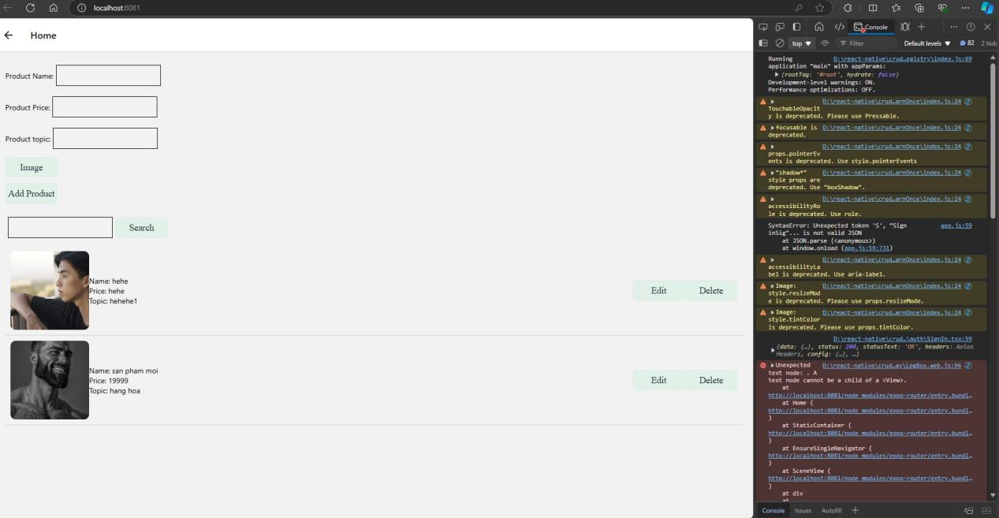 localhost:8081
Home
Console
top
Filter
Default levels
82
2 hidd
Product Name:
Product Price:
Product topic:
Image
Add Product
Search
Name: hehe
Price: hehe
Topic: hehehe1
Edit
Delete
Name: san pham moi
Price: 19999
Topic: hang hoa
Edit
Delete
Running D:\react-native\crud…egistry\index.js:69
application "main" with appParams:
{rootTag: '#root', hydrate: false}
Development-level warnings: ON.
Performance optimizations: OFF.
D:\react-native\crud…arnOnce\index.js:24
TouchableOpacit
y is deprecated. Please use Pressable.
focusable is D:\react-native\crud…arnOnce\index.js:24
deprecated.
D:\react-native\crud…arnOnce\index.js:24
props.pointerEv
ents is deprecated. Use style.pointerEvents
"shadow*" D:\react-native\crud…arnOnce\index.js:24
style props are
deprecated. Use "boxShadow".
D:\react-native\crud…arnOnce\index.js:24
accessibilityRo
le is deprecated. Use role.
SyntaxError: Unexpected token 'S', "Sign app.js:59
inSig"... is not valid JSON
at JSON.parse (<anonymous>)
at window.onload (app.js:59:731)
D:\react-native\crud…arnOnce\index.js:24
accessibilityLa
bel is deprecated. Use aria-label.
Image: D:\react-native\crud…arnOnce\index.js:24
style.resizeMod
e is deprecated. Please use props.resizeMode.
Image: D:\react-native\crud…arnOnce\index.js:24
style.tintColor
is deprecated. Please use props.tintColor.
D:\react-native\crud…\auth\SignIn.tsx:59
{data: {…}, status: 200, statusText: 'OK', headers: Axios
Headers, config: {…}, …}
Unexpected D:\react-native\crud…ay\LogBox.web.js:96
text node: . A
text node cannot be a child of a <View>.
at
http://localhost:8081/node_modules/expo-router/entry.bundl…
at Home (
http://localhost:8081/node_modules/expo-router/entry.bundl…
)
at StaticContainer (
http://localhost:8081/node_modules/expo-router/entry.bundl…
)
at EnsureSingleNavigator (
http://localhost:8081/node_modules/expo-router/entry.bundl…
)
at SceneView (
http://localhost:8081/node_modules/expo-router/entry.bundl…
)
at div
at
Console
Issues
Autofill